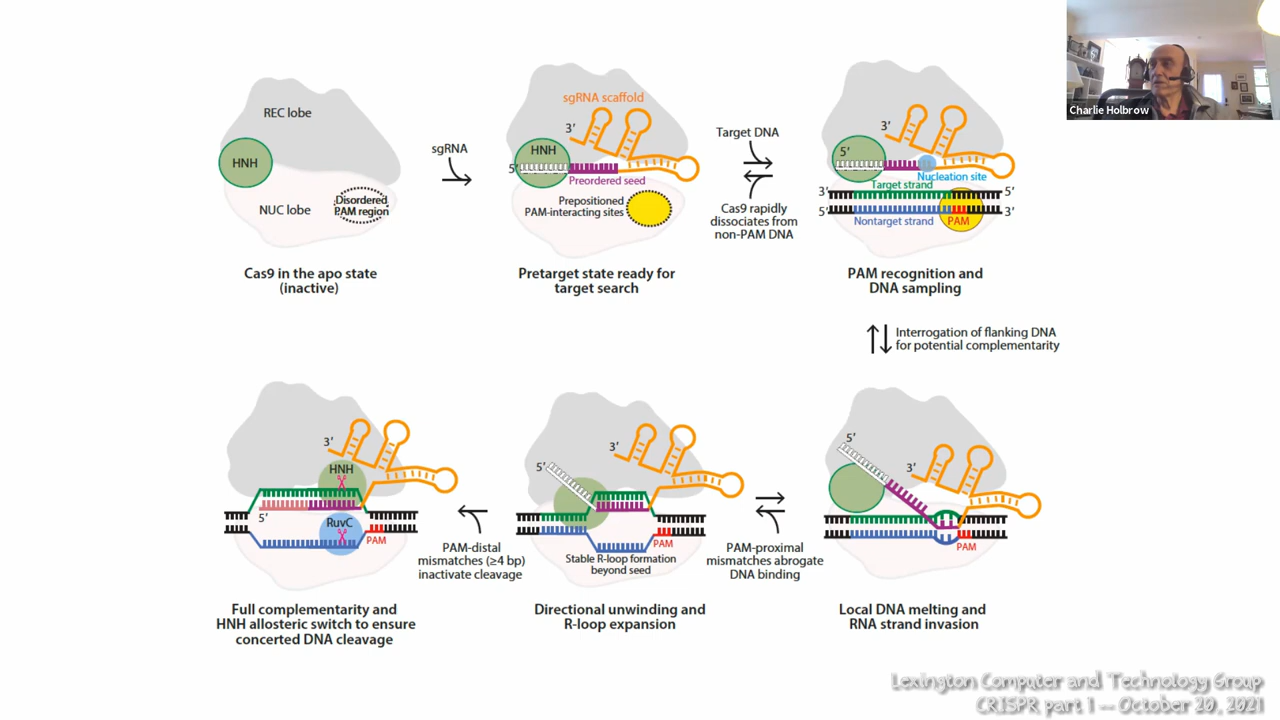 Charlie Holbrow
REC lobe
HNH
NUC lobe
Disordered
PAM region
Cas9 in the apo state
(inactive)
sgRNA
sgRNA scaffold
3′
HNH
5′
Preordered seed
Prepositioned
PAM-interacting sites
Pretarget state ready for
target search
Target DNA
Cas9 rapidly
dissociates from
non-PAM DNA
3′
5′
Nucleation site
Target strand
3′
5′
5′
3′
Nontarget strand
PAM
PAM recognition and
DNA sampling
Interrogation of flanking DNA
for potential complementarity
3′
HNH
5′
RuvC
PAM
Full complementarity and
HNH allosteric switch to ensure
concerted DNA cleavage
PAM-distal
mismatches (≥4 bp)
inactivate cleavage
3′
5′
PAM
Stable R-loop formation
beyond seed
Directional unwinding and
R-loop expansion
PAM-proximal
mismatches abrogate
DNA binding
5′
3′
PAM
Local DNA melting and
RNA strand invasion
Lexington Computer and Technology Group
CRISPR part 1 -- October 20, 2021